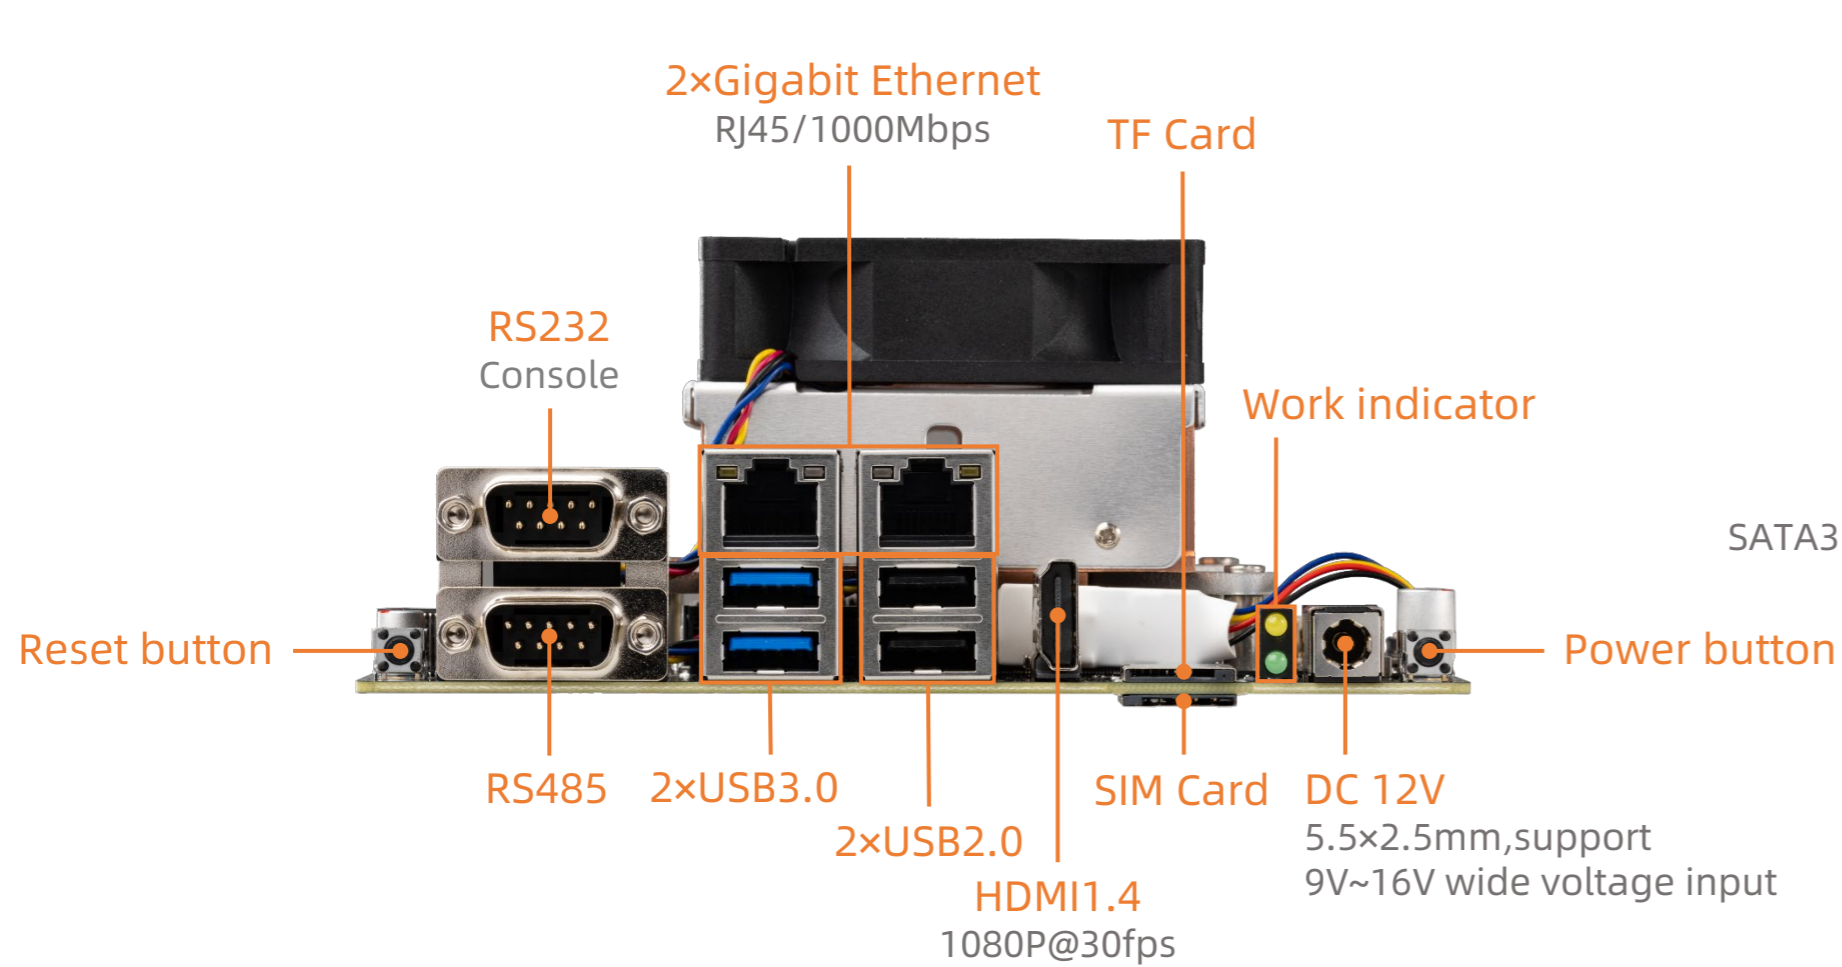 2×Gigabit Ethernet
RJ45/1000Mbps
TF Card
RS232
Console
Work indicator
SATA3
Reset button
Power button
RS485
2×USB3.0
2×USB2.0
HDMI1.4
1080P@30fps
SIM Card
DC 12V
5.5×2.5mm,support
9V~16V wide voltage input